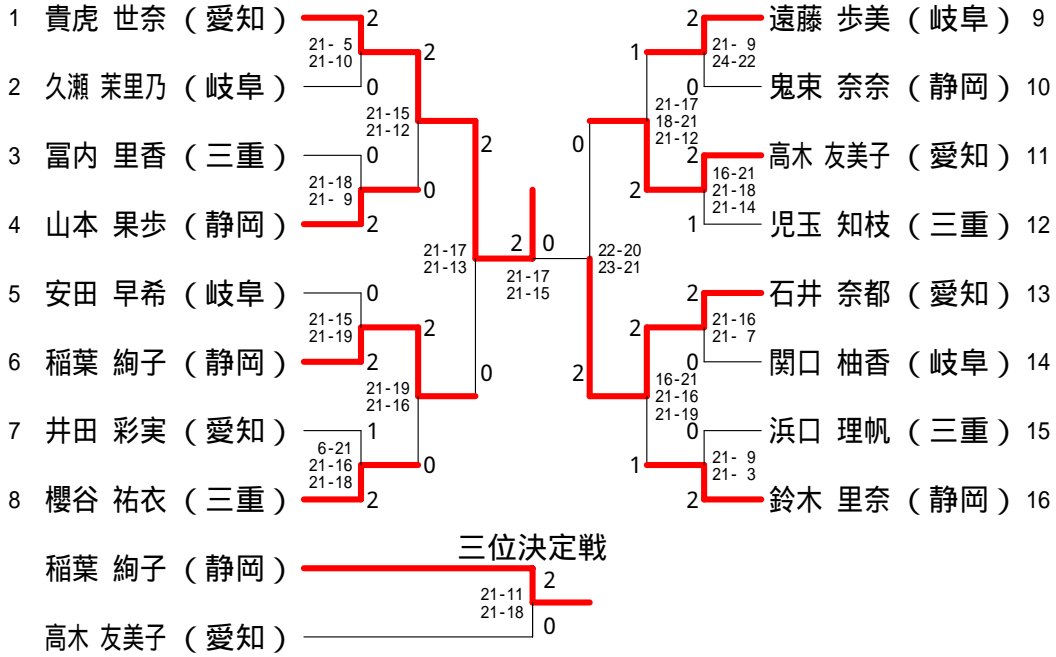 1 貴虎 世奈 (愛知) 2
2 遠藤 歩美 (岐阜) 9
21- 5
21-10
2
1
21- 9
24-22
2 久瀬 茉里乃 (岐阜) 0
0 鬼束 奈奈 (静岡) 10
21-15
21-12
21-17
18-21
21-12
3 冨内 里香 (三重) 0
2
0
2 高木 友美子 (愛知) 11
21-18
21- 9
0
2
16-21
21-18
21-14
4 山本 果歩 (静岡) 2
1 児玉 知枝 (三重) 12
21-17
21-13
2 0
21-17
21-15
22-20
23-21
5 安田 早希 (岐阜) 0
2 石井 奈都 (愛知) 13
21-15
21-19
2
2
21-16
21- 7
6 稲葉 絢子 (静岡) 2
0
2
0 関口 柚香 (岐阜) 14
21-19
21-16
16-21
21-16
21-19
7 井田 彩実 (愛知) 1
0 浜口 理帆 (三重) 15
6-21
21-16
21-18
0
1
21- 9
21- 3
8 櫻谷 祐衣 (三重) 2
2 鈴木 里奈 (静岡) 16
三位決定戦
稲葉 絢子 (静岡) 2
21-11
21-18
高木 友美子 (愛知) 0